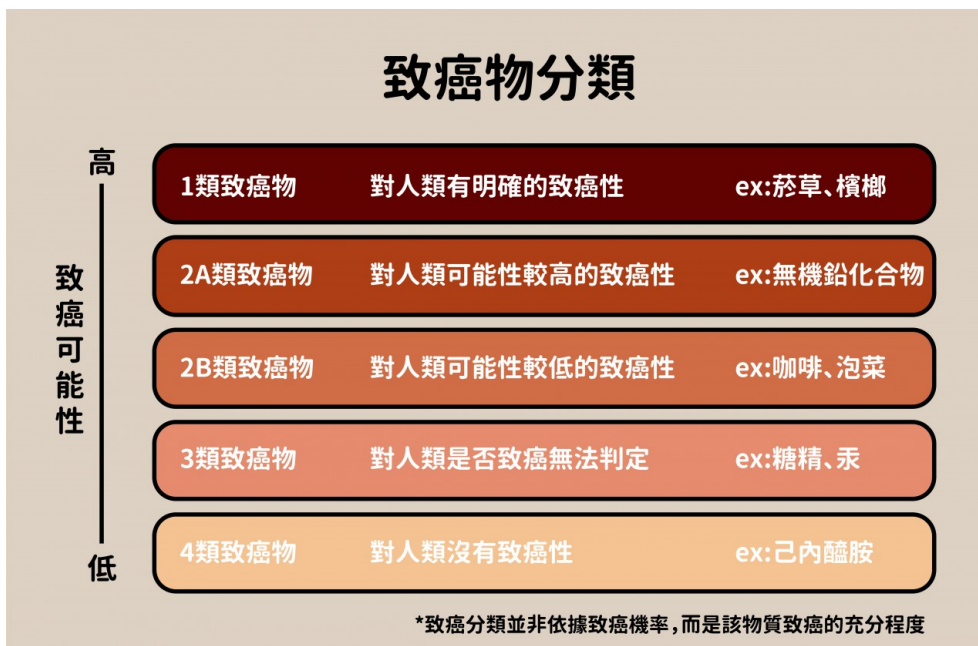 致癌物分類
高
致癌可能性
低
1類致癌物 對人類有明確的致癌性 ex:菸草、檳榔
2A類致癌物 對人類可能性較高的致癌性 ex:無機鉛化合物
2B類致癌物 對人類可能性較低的致癌性 ex:咖啡、泡菜
3類致癌物 對人類是否致癌無法判定 ex:糖精、汞
4類致癌物 對人類沒有致癌性 ex:己內醯胺
*致癌分類並非依據致癌機率,而是該物質致癌的充分程度